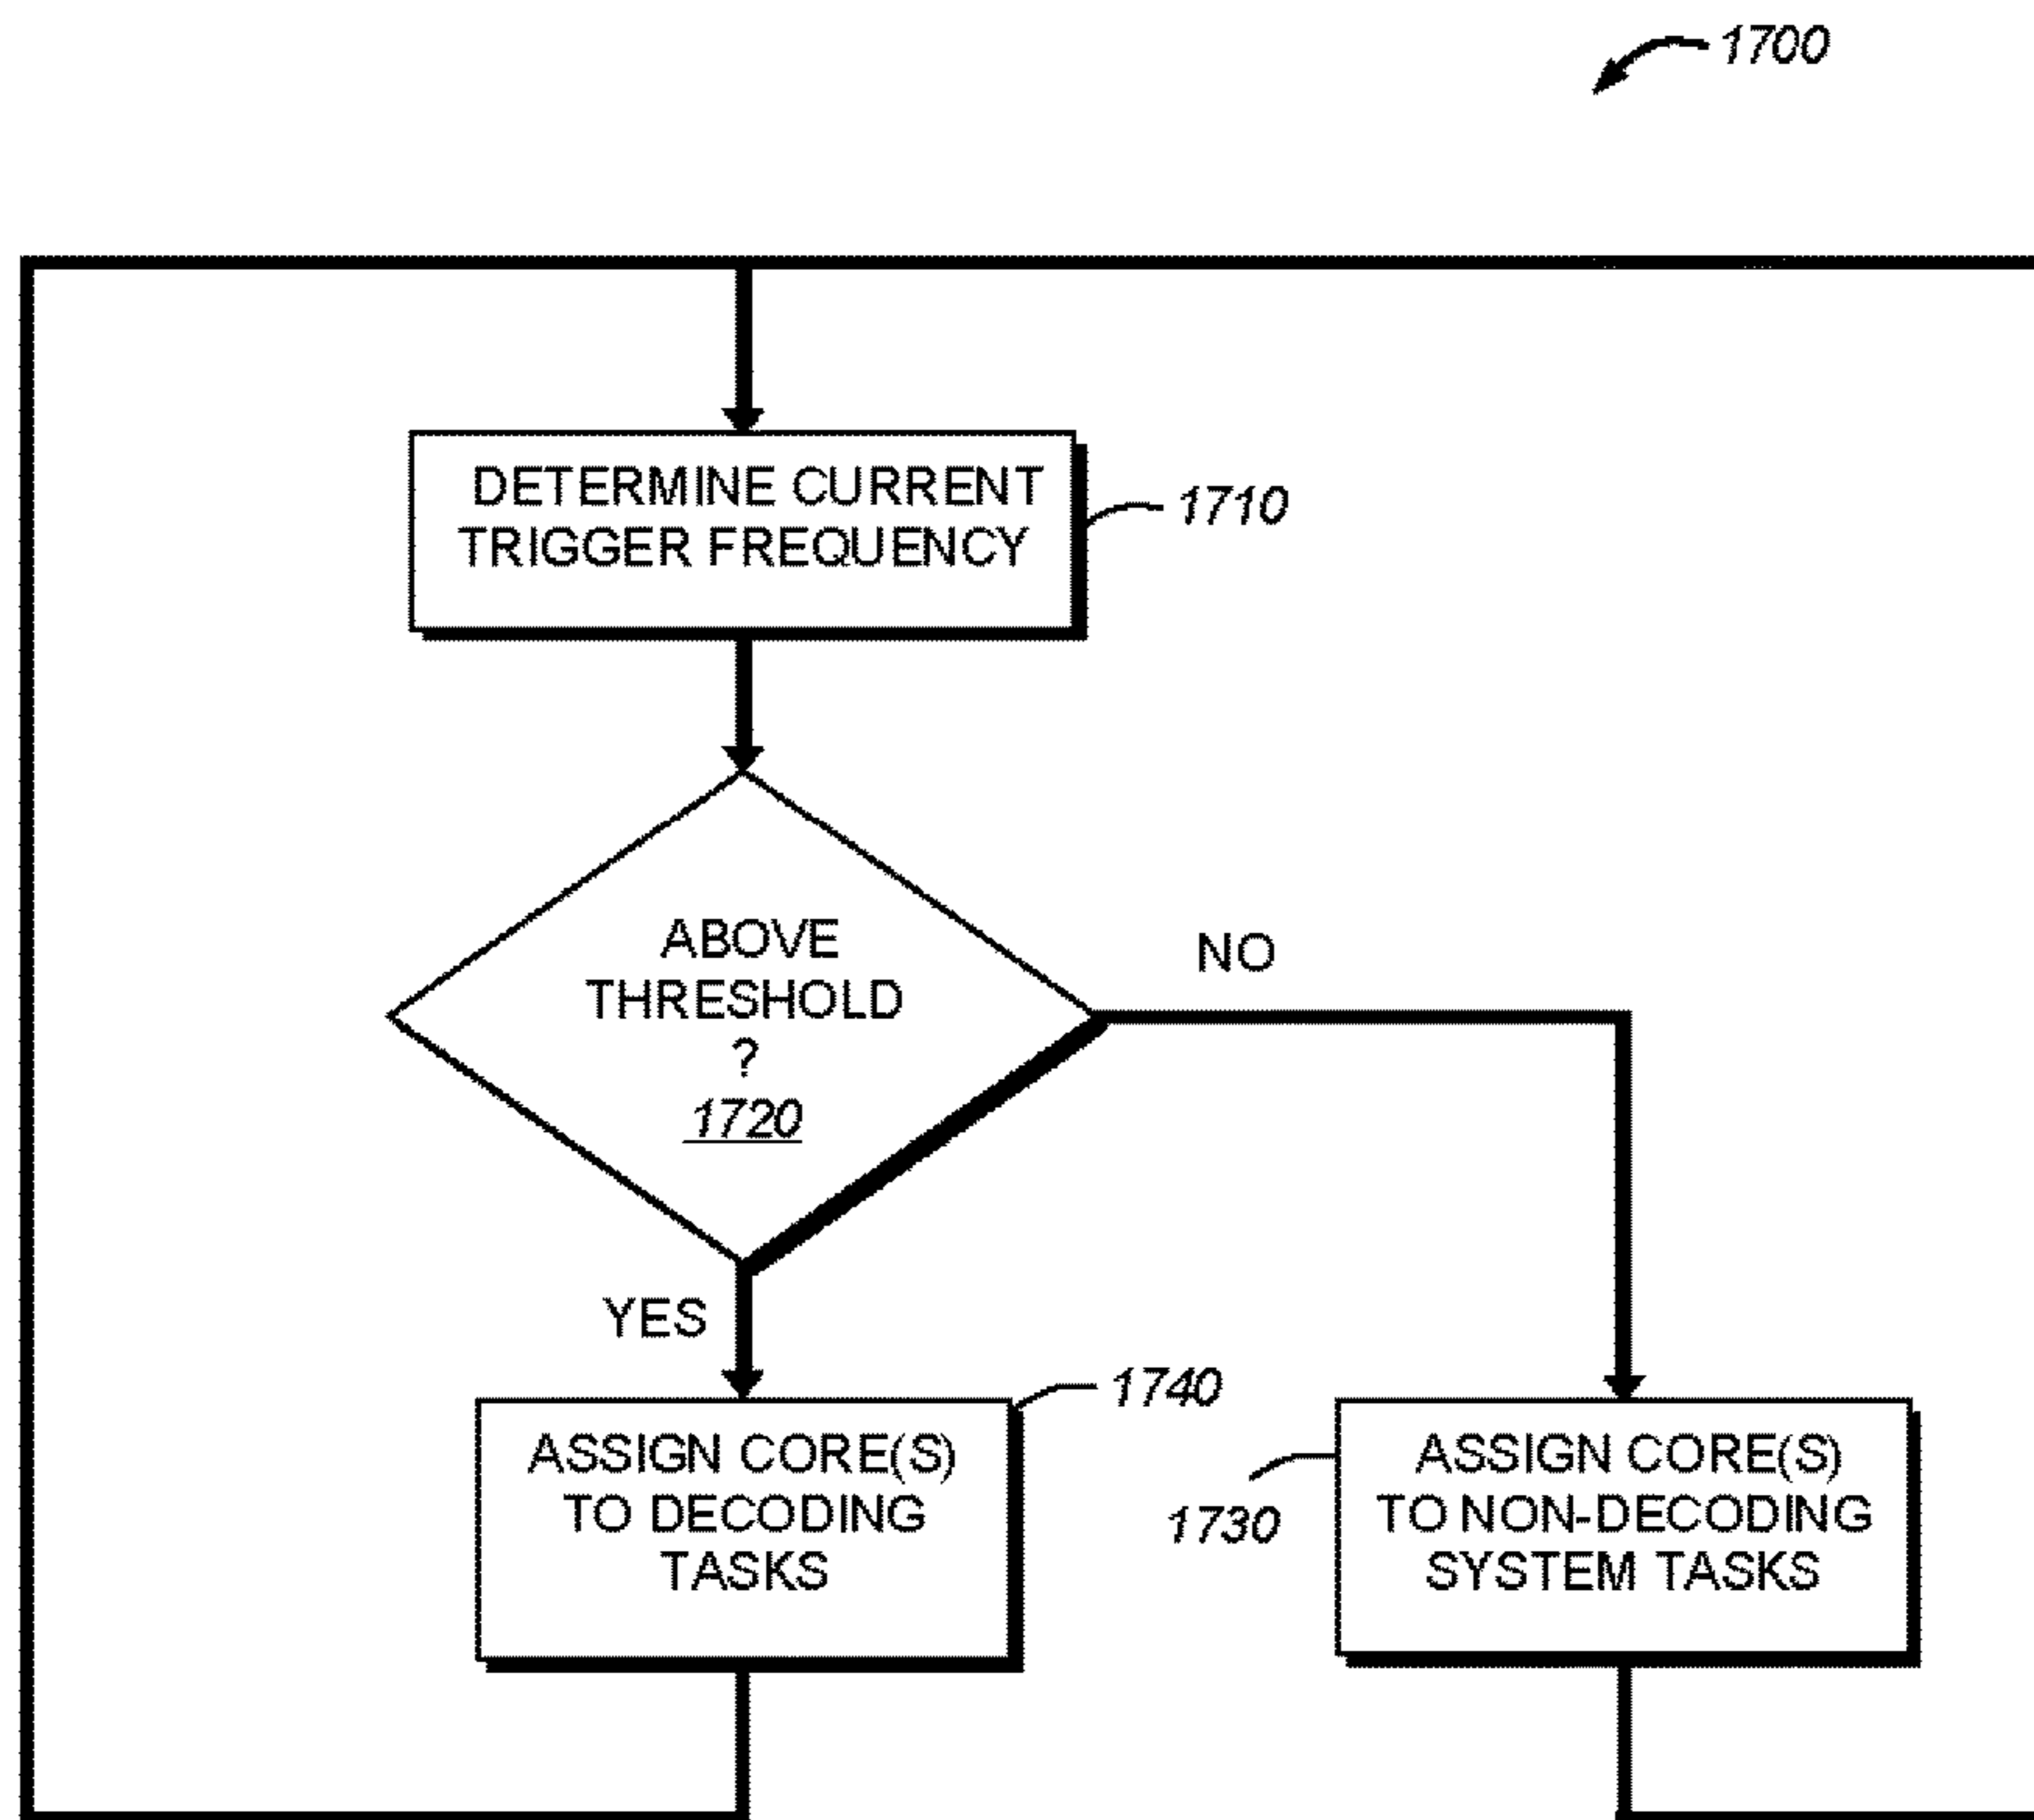 1700
DETERMINE CURRENT
TRIGGER FREQUENCY
1710
ABOVE
THRESHOLD
?
1720
NO
YES
1740
ASSIGN CORE(S)
TO DECODING
TASKS
1730
ASSIGN CORE(S)
TO NON-DECODING
SYSTEM TASKS